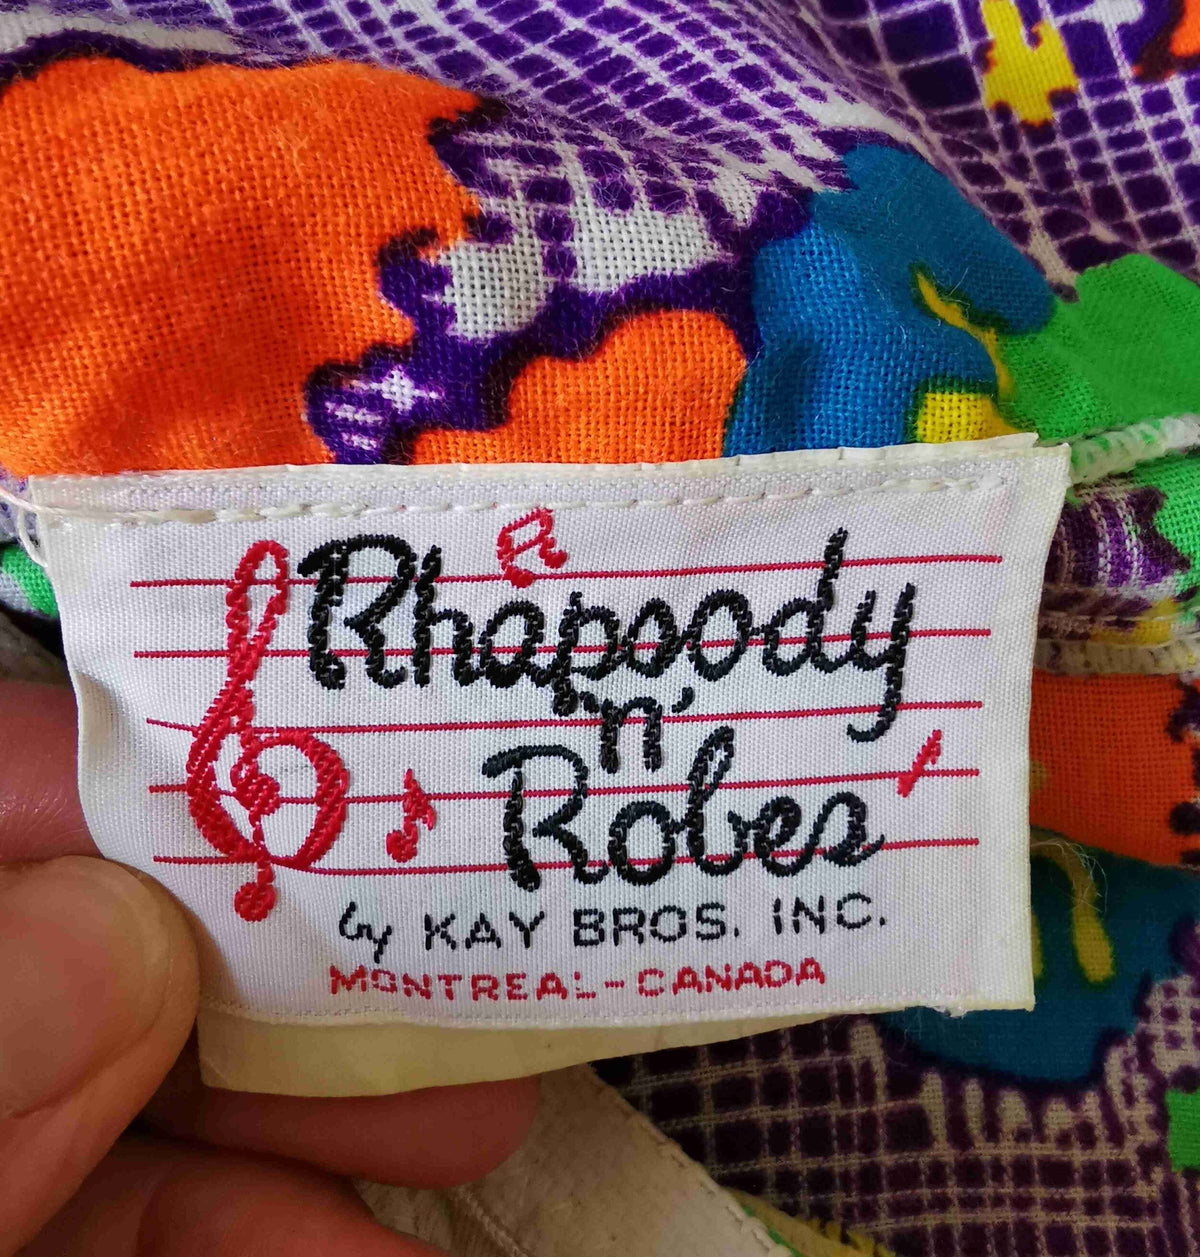 Rhapsody
'n'
Robes
by KAY BROS. INC.
MONTREAL-CANADA